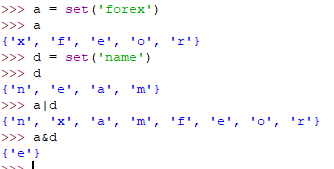 >>> a = set('forex')
>>> a
{'x', 'f', 'e', 'o', 'r'}
>>> d = set('name')
>>> d
{'n', 'e', 'a', 'm'}
>>> a|d
{'n', 'x', 'a', 'm', 'f', 'e', 'o', 'r'}
>>> a&d
{'e'}
>>>